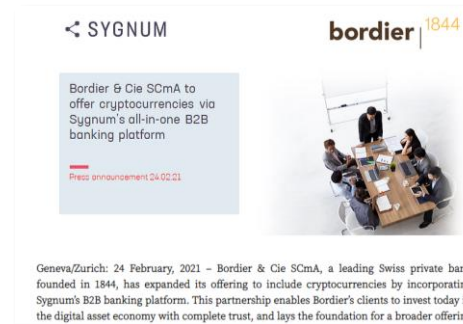 SYGNUM
bordier | 1844
Bordier & Cie SCmA to
offer cryptocurrencies via
Sygnum's all-in-one B2B
banking platform
Press announcement 24.02.21
Geneva/Zurich: 24 February, 2021 – Bordier & Cie SCmA, a leading Swiss private
founded in 1844, has expanded its offering to include cryptocurrencies by
Sygnum's B2B banking platform. This partnership enables Bordier's clients to invest today
the digital asset economy with complete trust, and lays the foundation for a broader